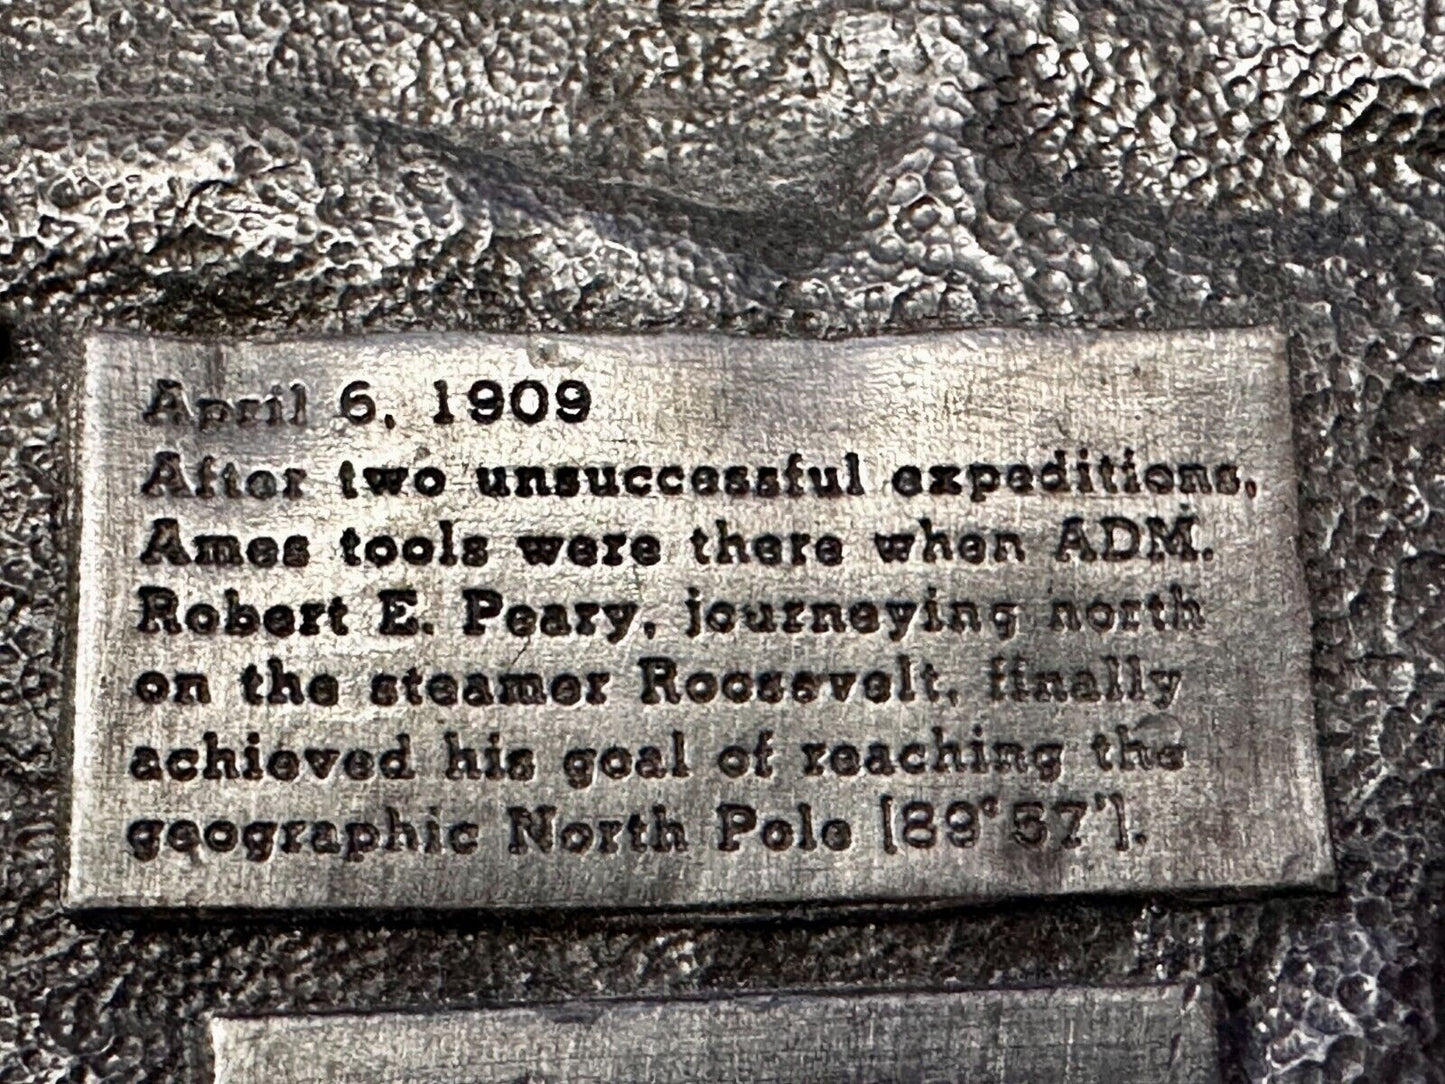 April 6, 1909
After two unsuccessful expeditions,
Ames tools were there when ADM.
Robert E. Peary, journeying north
on the steamer Roosevelt, finally
achieved his goal of reaching the
geographic North Pole [89°57'].